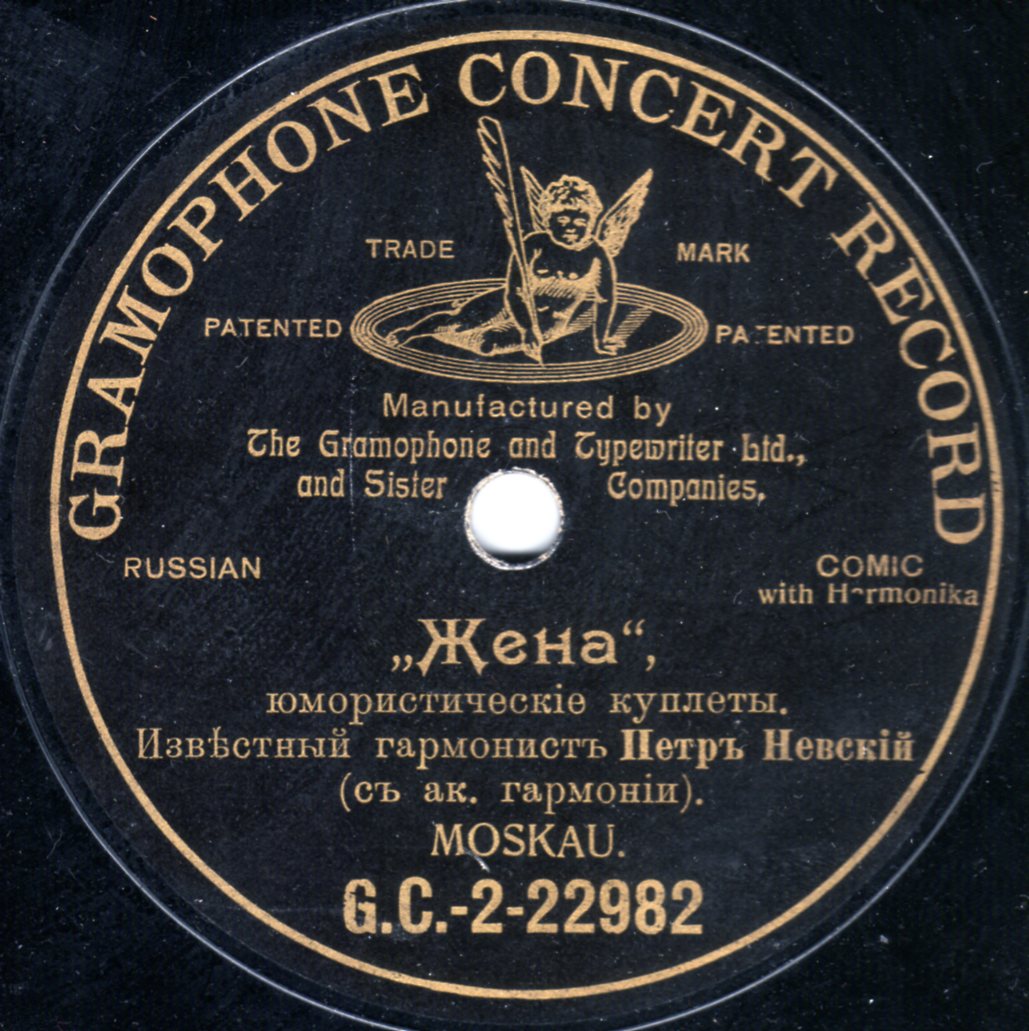 GRAMOPHONE CONCERT RECORD
TRADE MARK
PATENTED PATENTED
Manufactured by
The Gramophone and Typewriter Ltd.,
and Sister Companies,
RUSSIAN COMIC
with Harmonika
„Жена“,
юмористическіе куплеты.
Извѣстный гармонистъ Петръ Невскій
(съ ак. гармоніи).
MOSKAU.
G.C.-2-22982